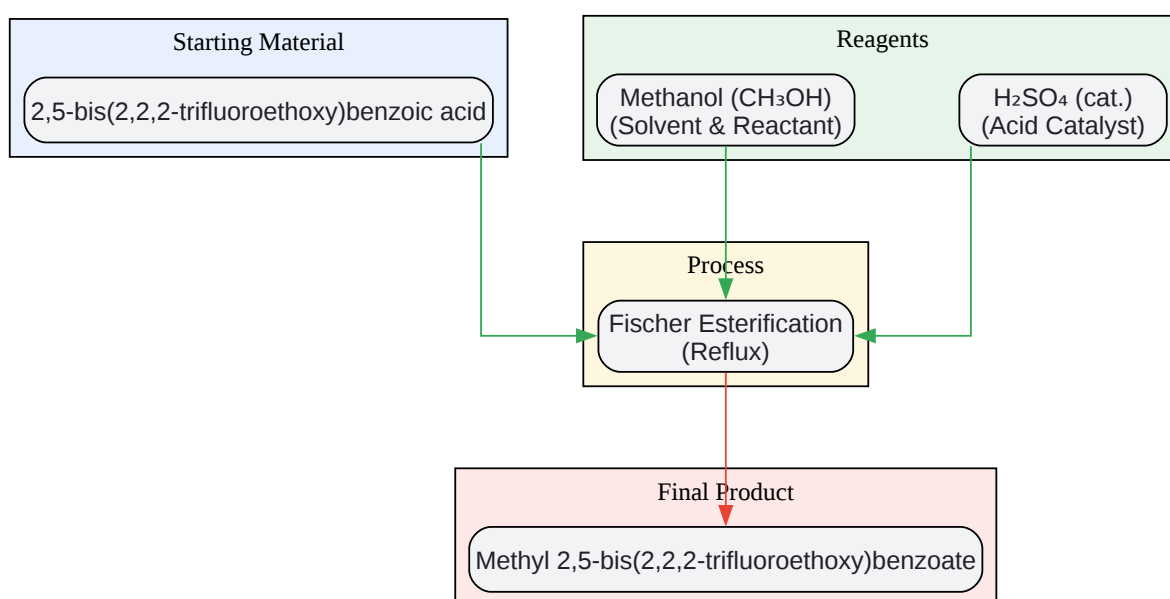 Starting Material
2,5-bis(2,2,2-trifluoroethoxy)benzoic acid
Reagents
Methanol (CH₃OH)
(Solvent & Reactant)
H₂SO₄ (cat.)
(Acid Catalyst)
Process
Fischer Esterification
(Reflux)
Final Product
Methyl 2,5-bis(2,2,2-trifluoroethoxy)benzoate